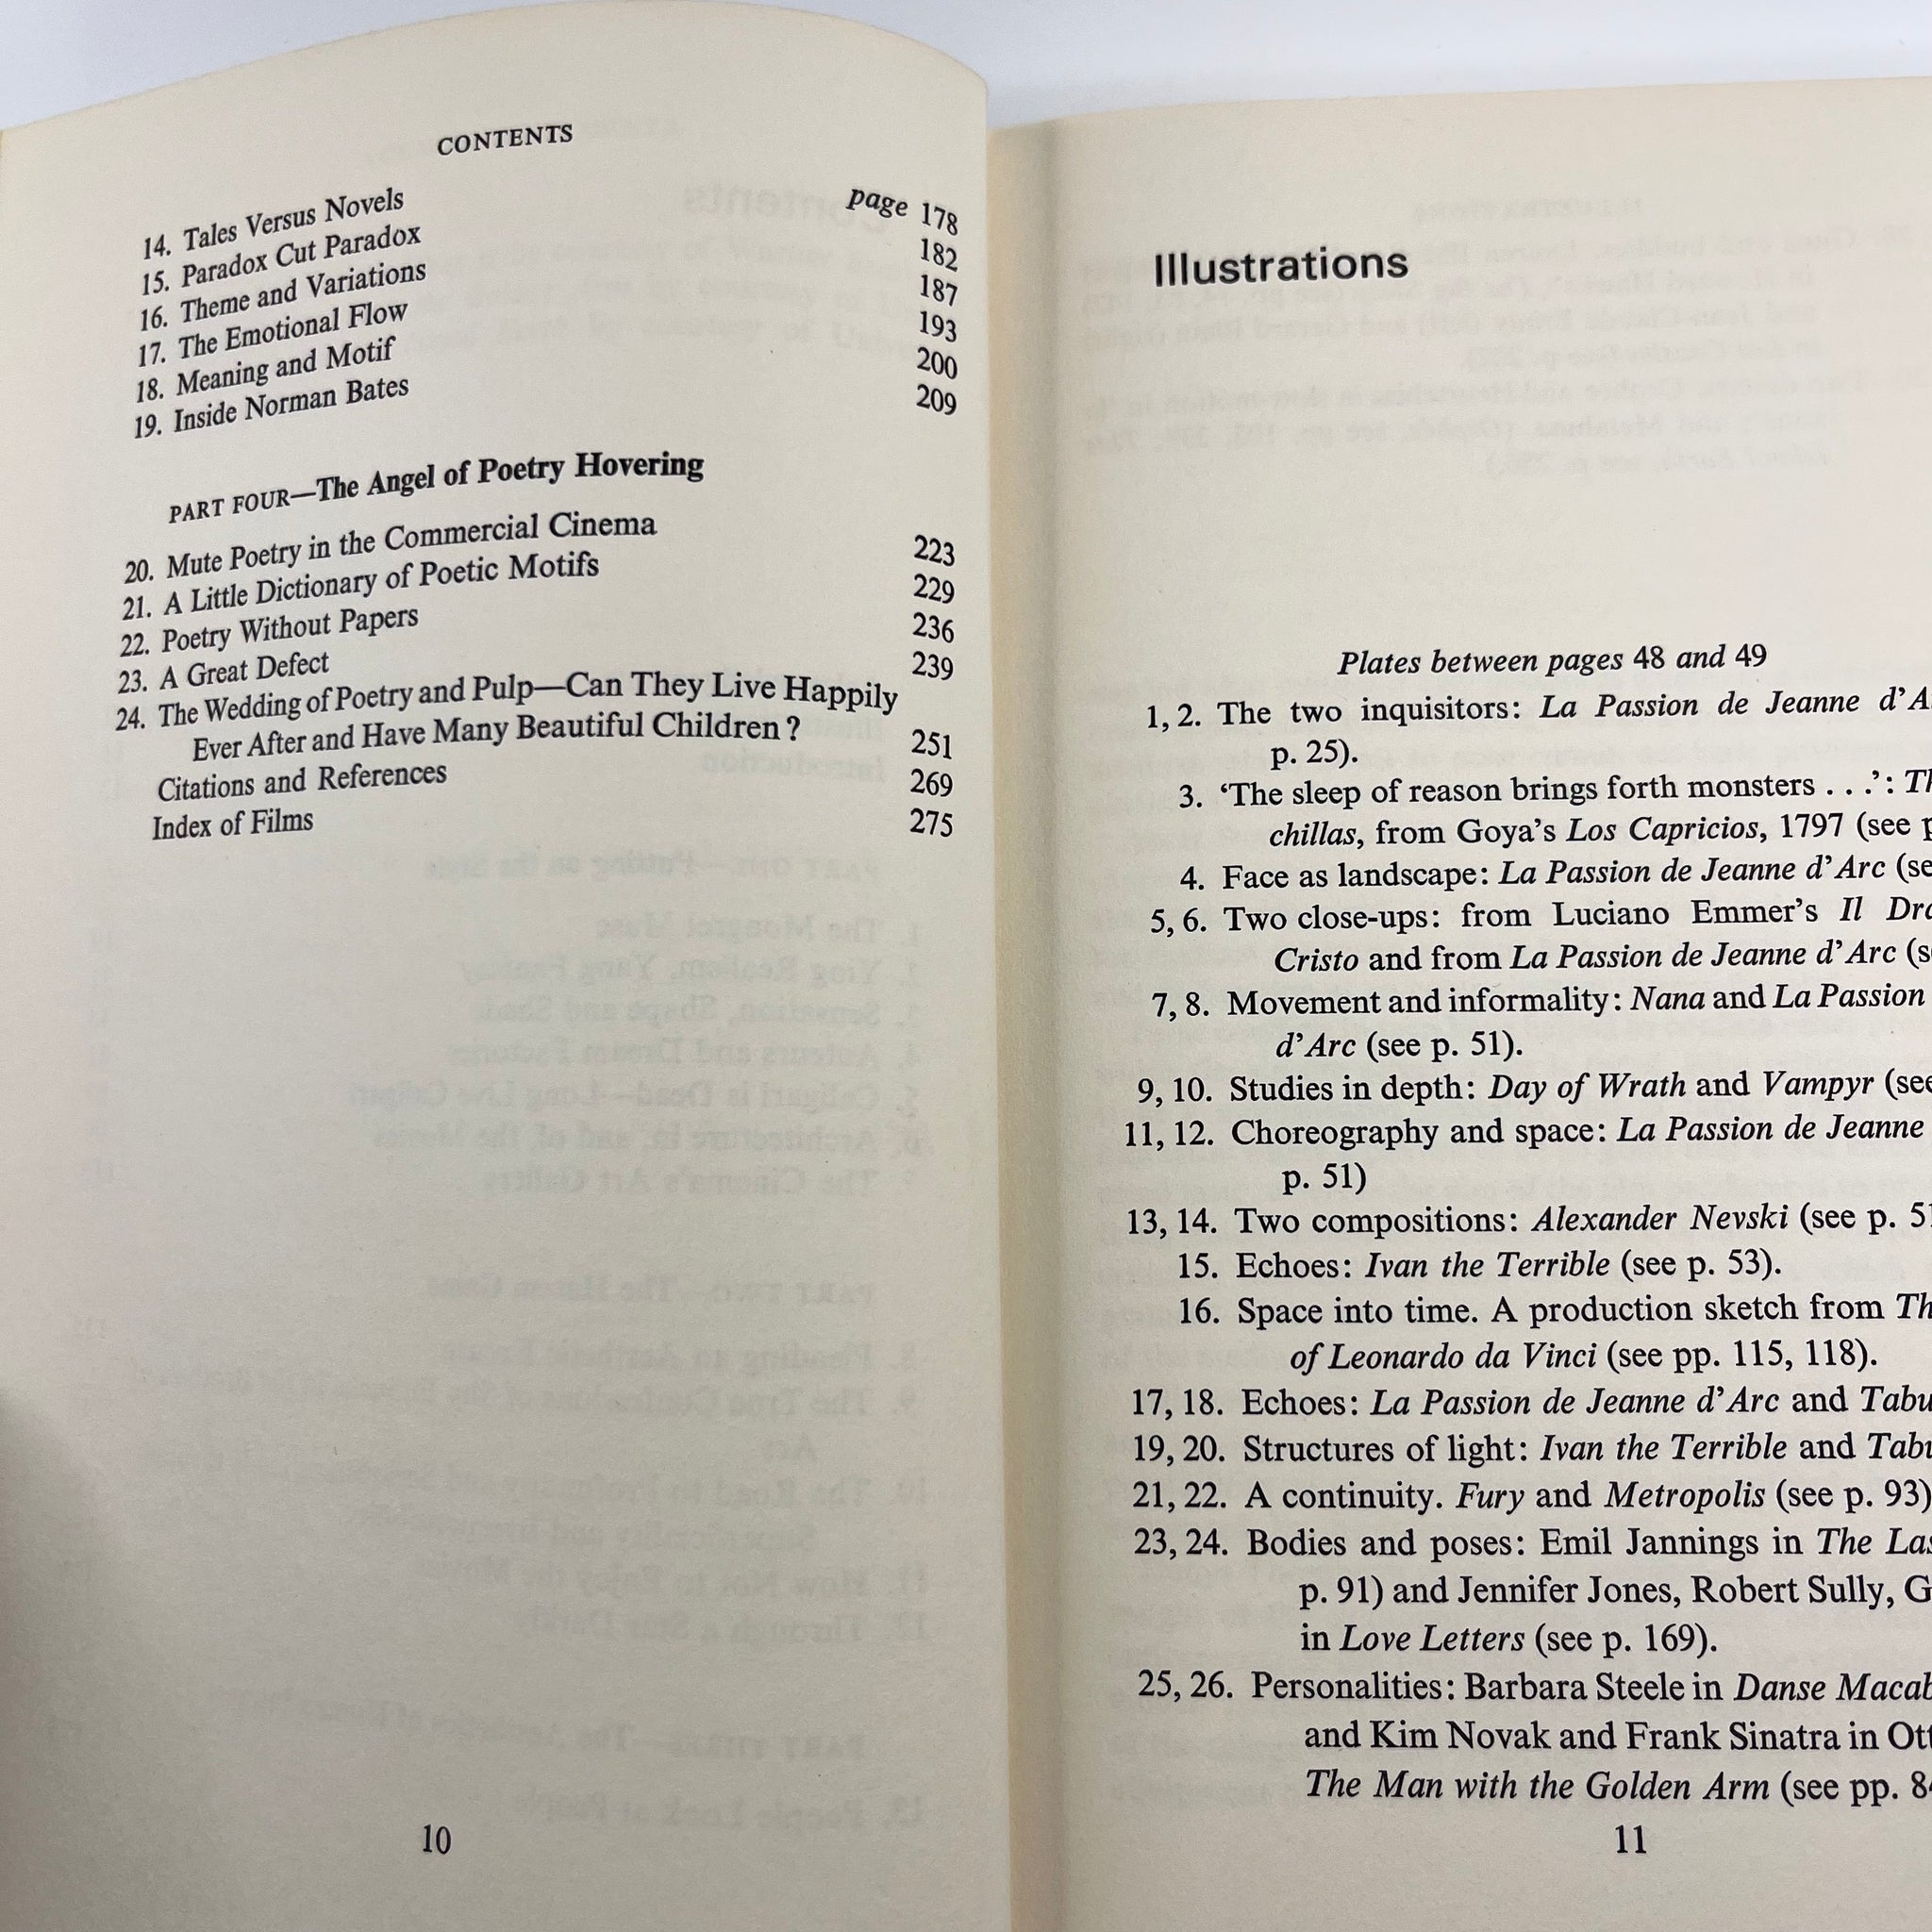 CONTENTS
page 178
14. Tales Versus Novels
15. Paradox Cut Paradox 182
16. Theme and Variations 187
17. The Emotional Flow 193
18. Meaning and Motif 200
19. Inside Norman Bates 209
PART FOUR—The Angel of Poetry Hovering
20. Mute Poetry in the Commercial Cinema 223
21. A Little Dictionary of Poetic Motifs 229
22. Poetry Without Papers 236
23. A Great Defect 239
24. The Wedding of Poetry and Pulp—Can They Live Happily
Ever After and Have Many Beautiful Children? 251
Citations and References 269
Index of Films 275
10
Illustrations
Plates between pages 48 and 49
1, 2. The two inquisitors: La Passion de Jeanne
p. 25).
3. ‘The sleep of reason brings forth monsters . . .’:
chillas, from Goya’s Los Capricios, 1797 (see
4. Face as landscape: La Passion de Jeanne d’Arc
5, 6. Two close-ups: from Luciano Emmer’s Il
Cristo and from La Passion de Jeanne d’Arc
7, 8. Movement and informality: Nana and La Passion
d’Arc (see p. 51).
9, 10. Studies in depth: Day of Wrath and Vampyr (see
11, 12. Choreography and space: La Passion de Jeanne
p. 51)
13, 14. Two compositions: Alexander Nevski (see p.
15. Echoes: Ivan the Terrible (see p. 53).
16. Space into time. A production sketch from
of Leonardo da Vinci (see pp. 115, 118).
17, 18. Echoes: La Passion de Jeanne d’Arc and Tabu
19, 20. Structures of light: Ivan the Terrible and
21, 22. A continuity. Fury and Metropolis (see p. 93)
23, 24. Bodies and poses: Emil Jannings in The
p. 91) and Jennifer Jones, Robert Sully,
in Love Letters (see p. 169).
25, 26. Personalities: Barbara Steele in Danse
and Kim Novak and Frank Sinatra in
The Man with the Golden Arm (see pp.
11